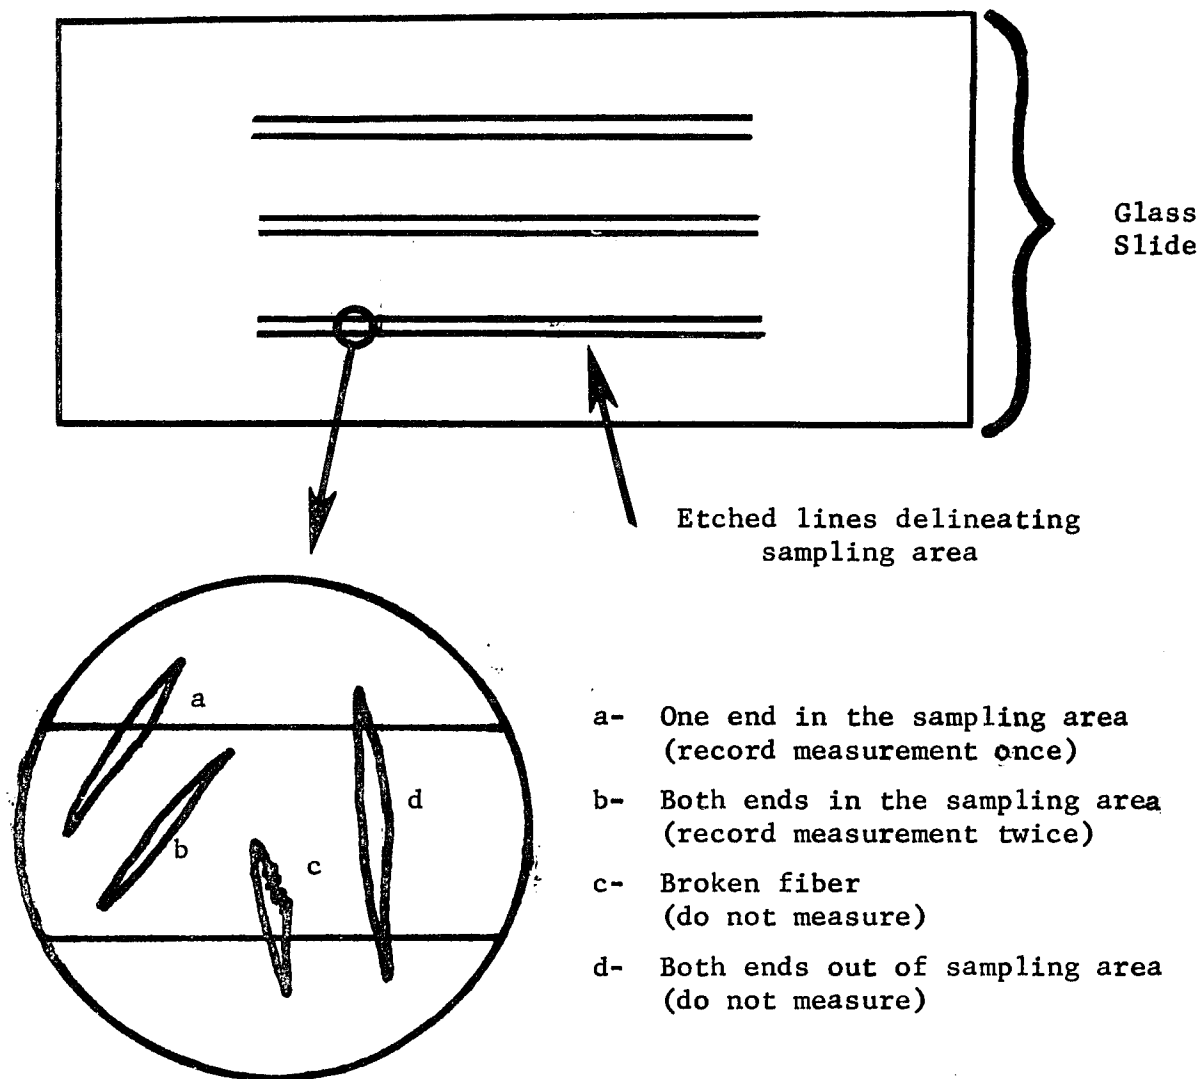 Glass
Slide
Etched lines delineating
sampling area
a
b
c
d
a- One end in the sampling area
(record measurement once)
b- Both ends in the sampling area
(record measurement twice)
c- Broken fiber
(do not measure)
d- Both ends out of sampling area
(do not measure)